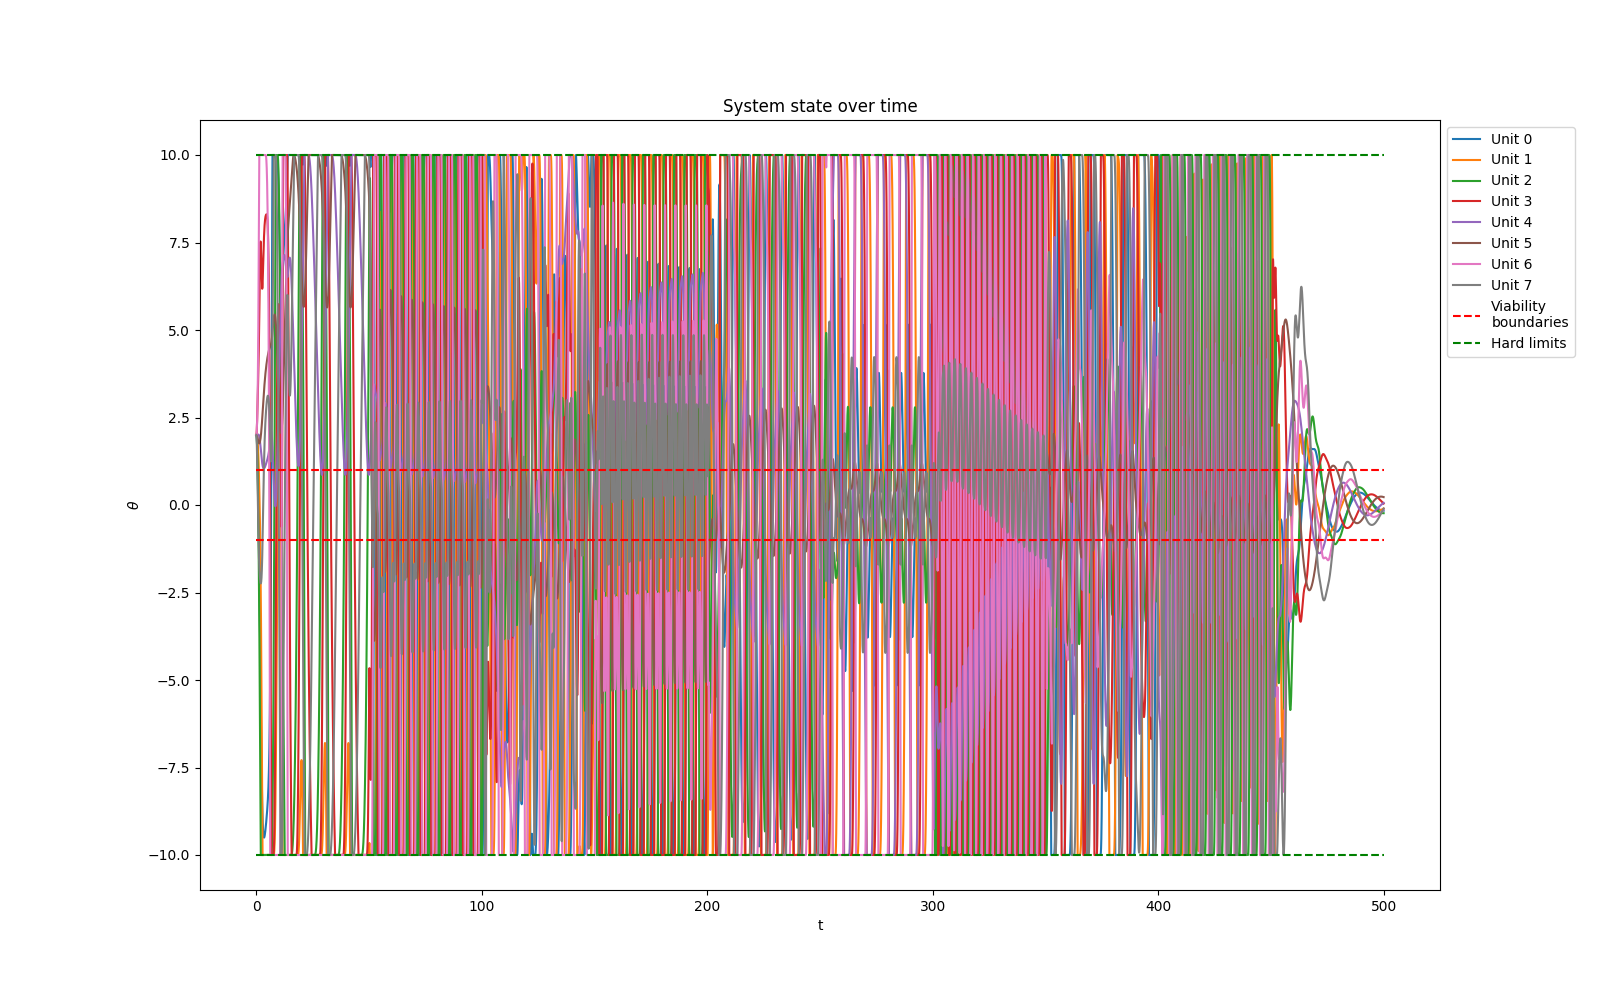 System state over time
10.0
7.5
5.0
2.5
0.0
−2.5
−5.0
−7.5
−10.0
θ
0
100
200
300
400
500
t
Unit 0
Unit 1
Unit 2
Unit 3
Unit 4
Unit 5
Unit 6
Unit 7
Viability
boundaries
Hard limits